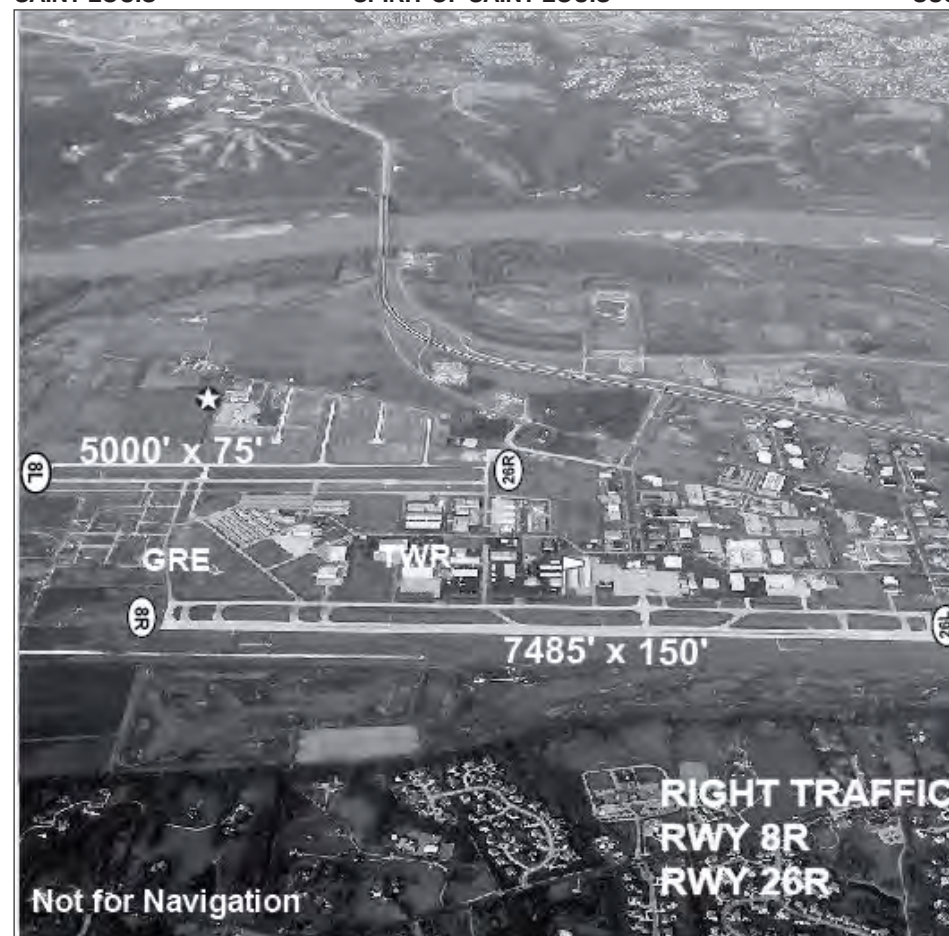 SAINT LOUIS SPIRIT OF SAINT LOUIS
5000' x 75'
8L
26R
GRE
TWR
8R
7485' x 150'
RIGHT TRAFFIC
RWY 8R
RWY 26R
Not for Navigation